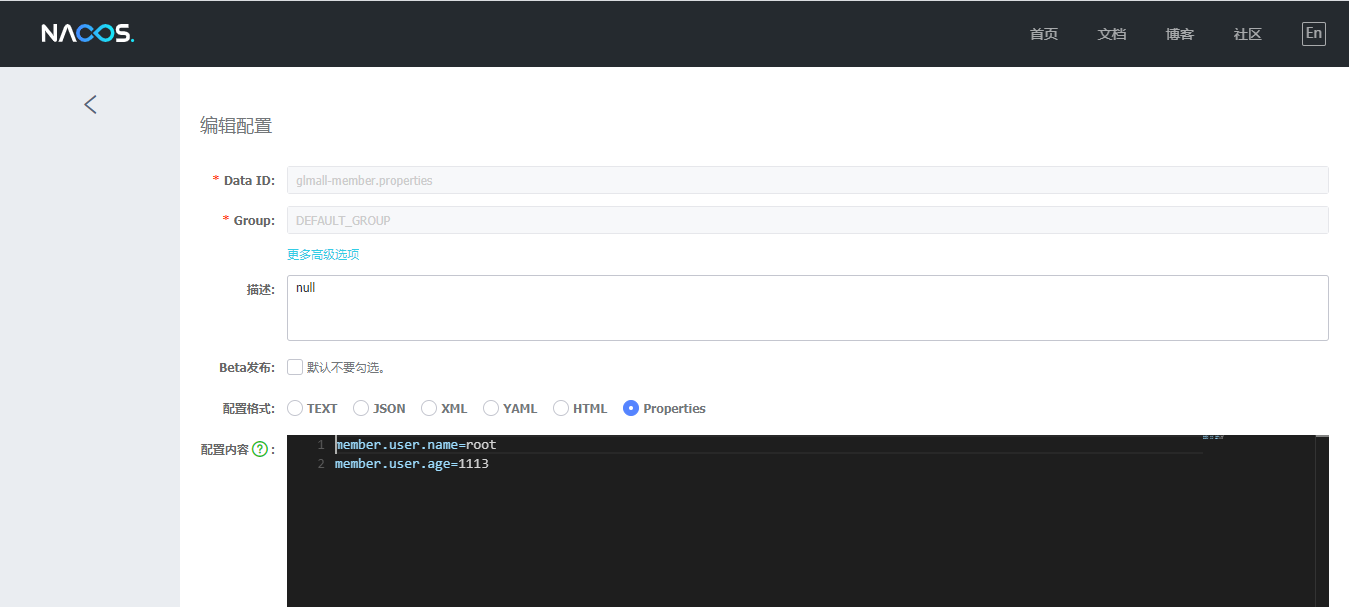 NACOS.
首页 文档 博客 社区 En
编辑配置
* Data ID: glmall-member.properties
* Group: DEFAULT_GROUP
更多高级选项
描述: null
Beta发布: 默认不要勾选。
配置格式: TEXT JSON XML YAML HTML Properties
配置内容 ? :
1 member.user.name=root
2 member.user.age=1113